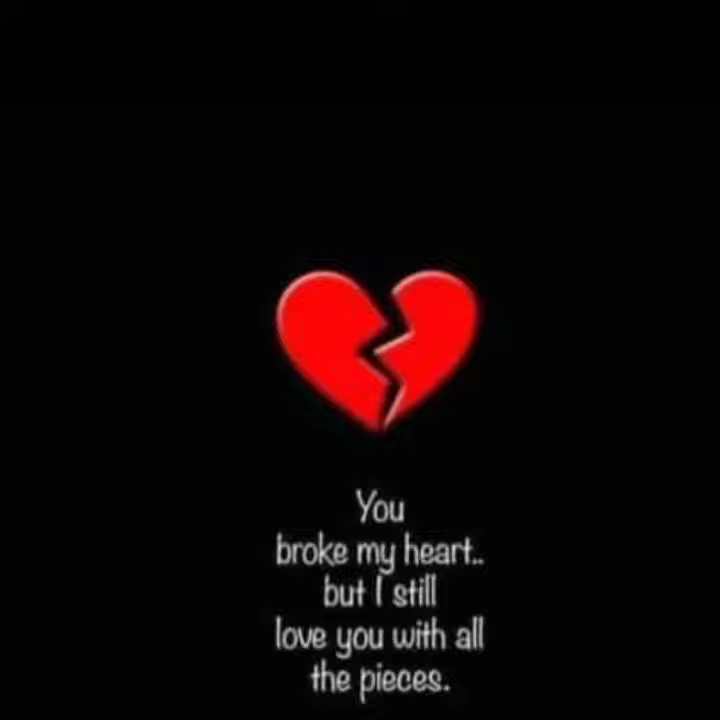 You
broke my heart..
but I still
love you with all
the pieces.